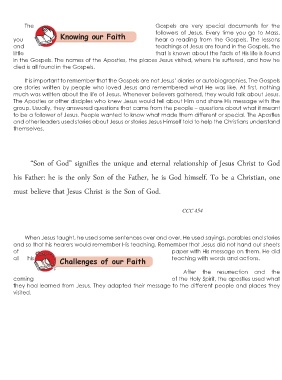 The Gospels are very special documents for the
followers of Jesus. Every time you go to Mass,
you hear a reading from the Gospels. The lessons
and teachings of Jesus are found in the Gospels, the
little that is known about the facts of His life is found
in the Gospels. The names of the Apostles, the places Jesus visited, where His suffered, and how he
died is all found in the Gospels.
Knowing our Faith
It is important to remember that the Gospels are not Jesus' diaries or autobiographies. The Gospels
are stories written by people who loved Jesus and remembered what He was like. At first, nothing
much was written about the life of Jesus. Whenever believers gathered, they would talk about Jesus.
The Apostles or other disciples who knew Jesus would tell about Him and share His message with the
group. Usually, they answered questions that came from the people – questions about what it meant
to be a follower of Jesus. People wanted to know what made them different or special. The Apostles
and other leaders used stories about Jesus or stories Jesus Himself told to help the Christians understand
themselves.
"Son of God" signifies the unique and eternal relationship of Jesus Christ to God
his Father: he is the only Son of the Father, he is God himself. To be a Christian, one
must believe that Jesus Christ is the Son of God.
CCC 454
When Jesus taught, he used some sentences over and over. He used sayings, parables and stories
and so that his hearers would remember His teaching. Remember that Jesus did not hand out sheets
of paper with His message on them. He did
all his teaching with words and actions.
Challenges of our Faith
After the resurrection and the
coming of the Holy Spirit, the apostles used what
they had learned from Jesus. They adapted their message to the different people and places they
visited.